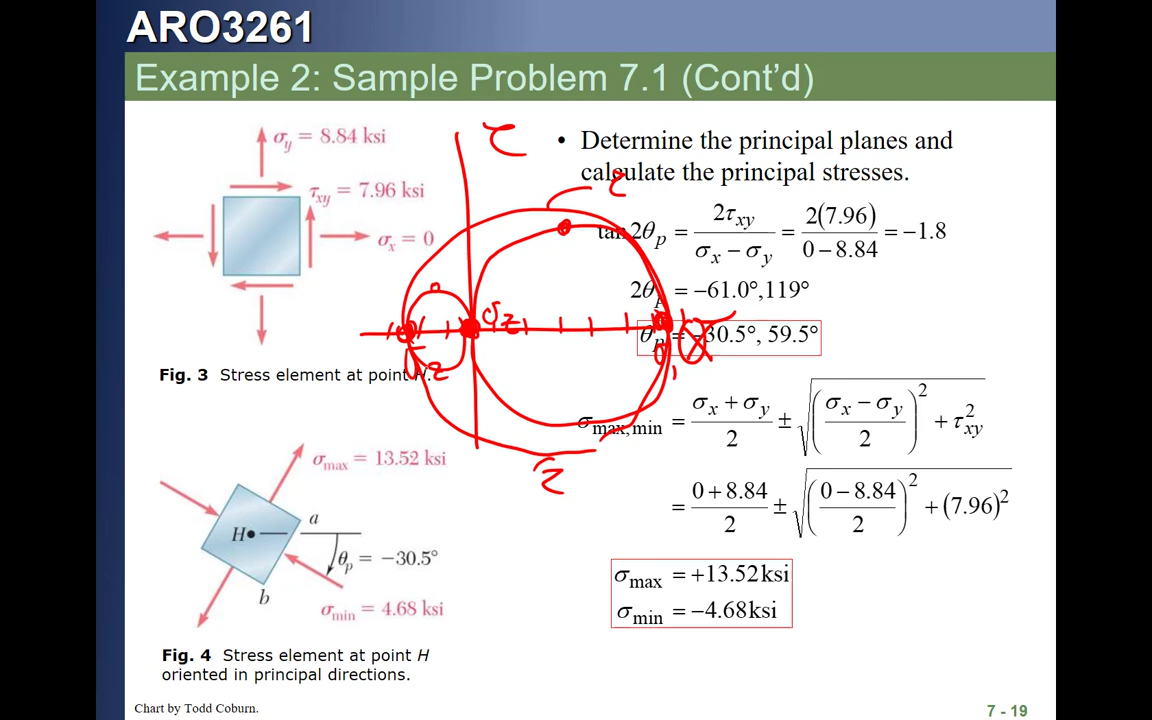 ARO3261
Example 2: Sample Problem 7.1 (Cont'd)
σy = 8.84 ksi
τxy = 7.96 ksi
σx = 0
Fig. 3 Stress element at point H.
τ
• Determine the principal planes and
calculate the principal stresses.
tan 2θp = 2τxy / (σx − σy) = 2(7.96) / (0 − 8.84) = −1.8
2θp = −61.0°, 119°
θp = −30.5°, 59.5°
σmax,min = (σx + σy) / 2 ± √(((σx − σy) / 2)² + τxy²)
= (0 + 8.84) / 2 ± √(((0 − 8.84) / 2)² + (7.96)²)
σmax = +13.52 ksi
σmin = −4.68 ksi
σmax = 13.52 ksi
H
a
θp = −30.5°
b
σmin = 4.68 ksi
Fig. 4 Stress element at point H
oriented in principal directions.
Chart by Todd Coburn.
7 - 19